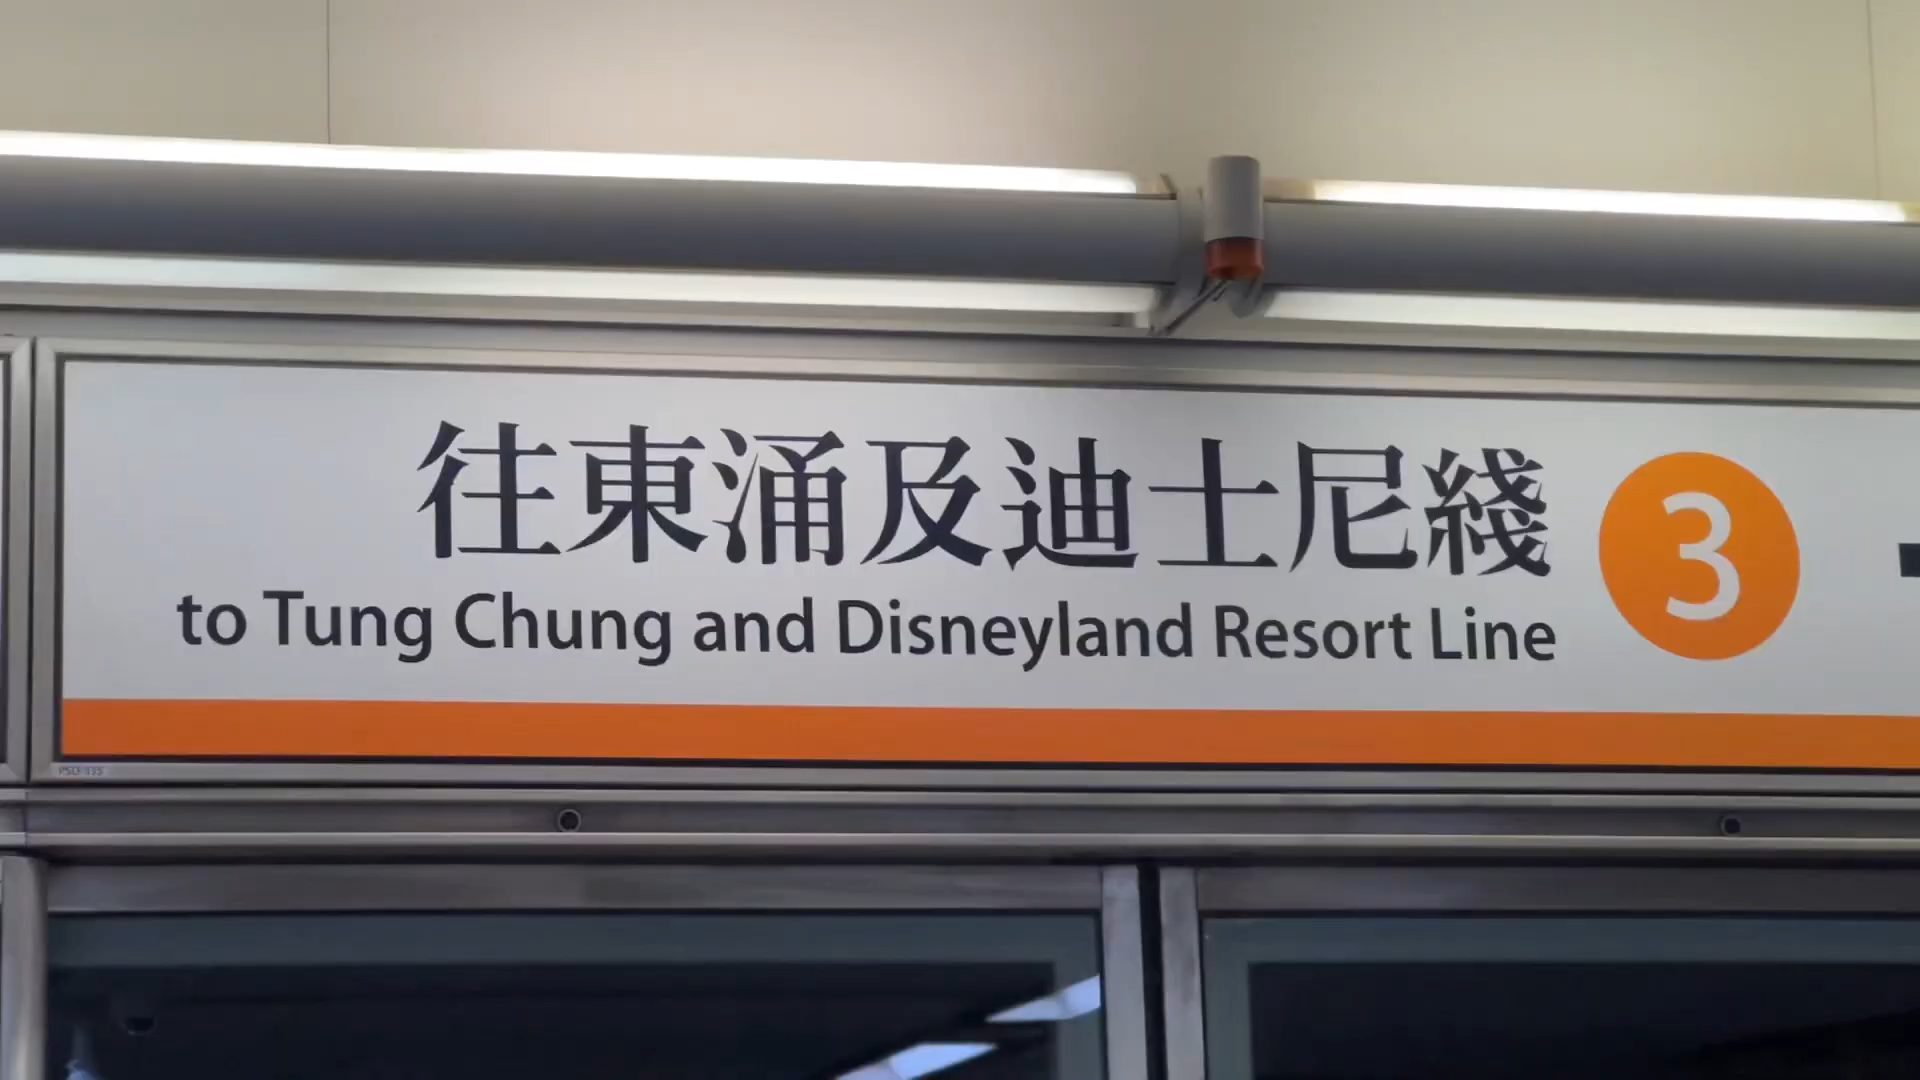 往東涌及迪士尼綫
to Tung Chung and Disneyland Resort Line
3